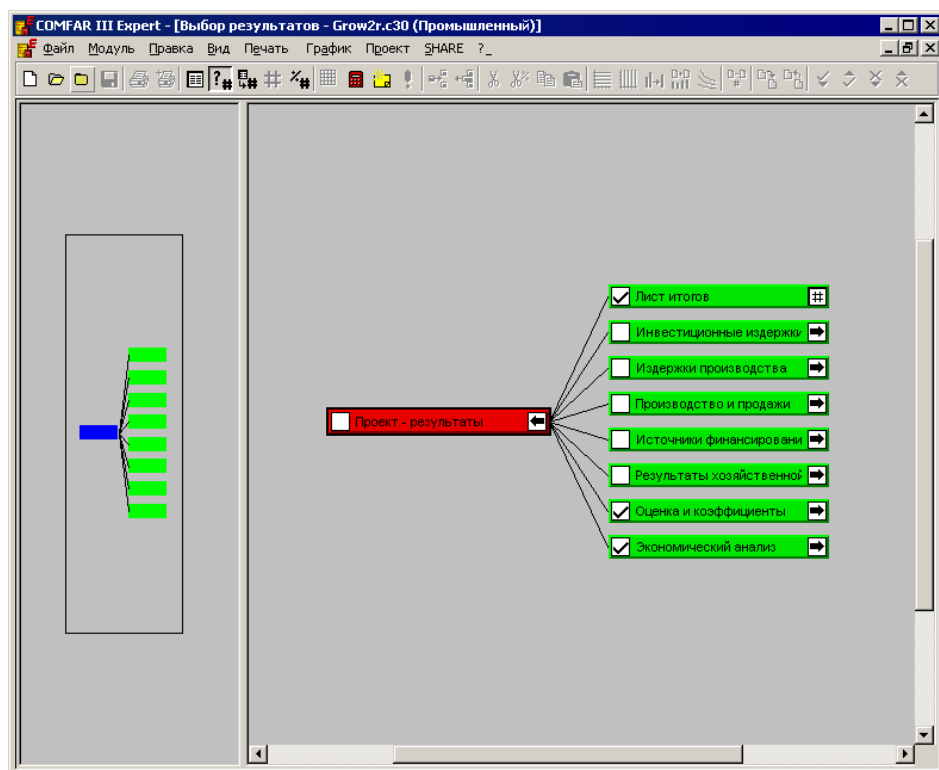 COMFAR III Expert - [Выбор результатов - Grow2r.c30 (Промышленный)]
Файл Модуль Правка Вид Печать График Проект SHARE ?_
Лист итогов
Инвестиционные издержки
Издержки производства
Производство и продажи
Проект - результаты
Источники финансировани
Результаты хозяйственной
Оценка и коэффициенты
Экономический анализ